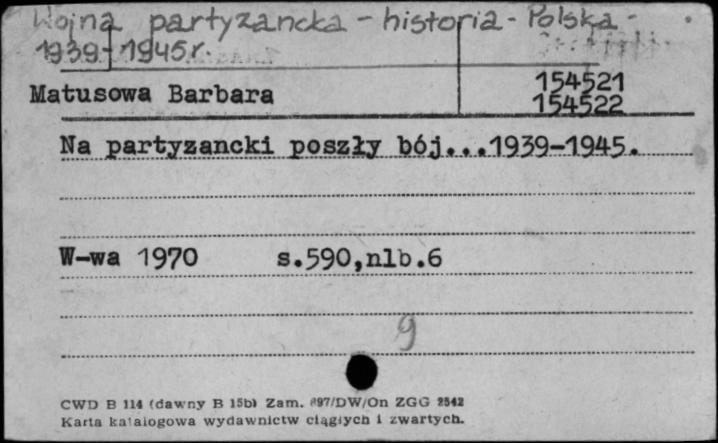 Wojna partyzancka - historia - Polska -
1939-1945r.
Matusowa Barbara
154521
154522
Na partyzancki poszły bój...1939-1945.
W-wa 1970 s.590,nlb.6
9
CWD B 114 (dawny B 15b) Zam. 897/DW/On ZGG 2542
Karta katalogowa wydawnictw ciągłych i zwartych.